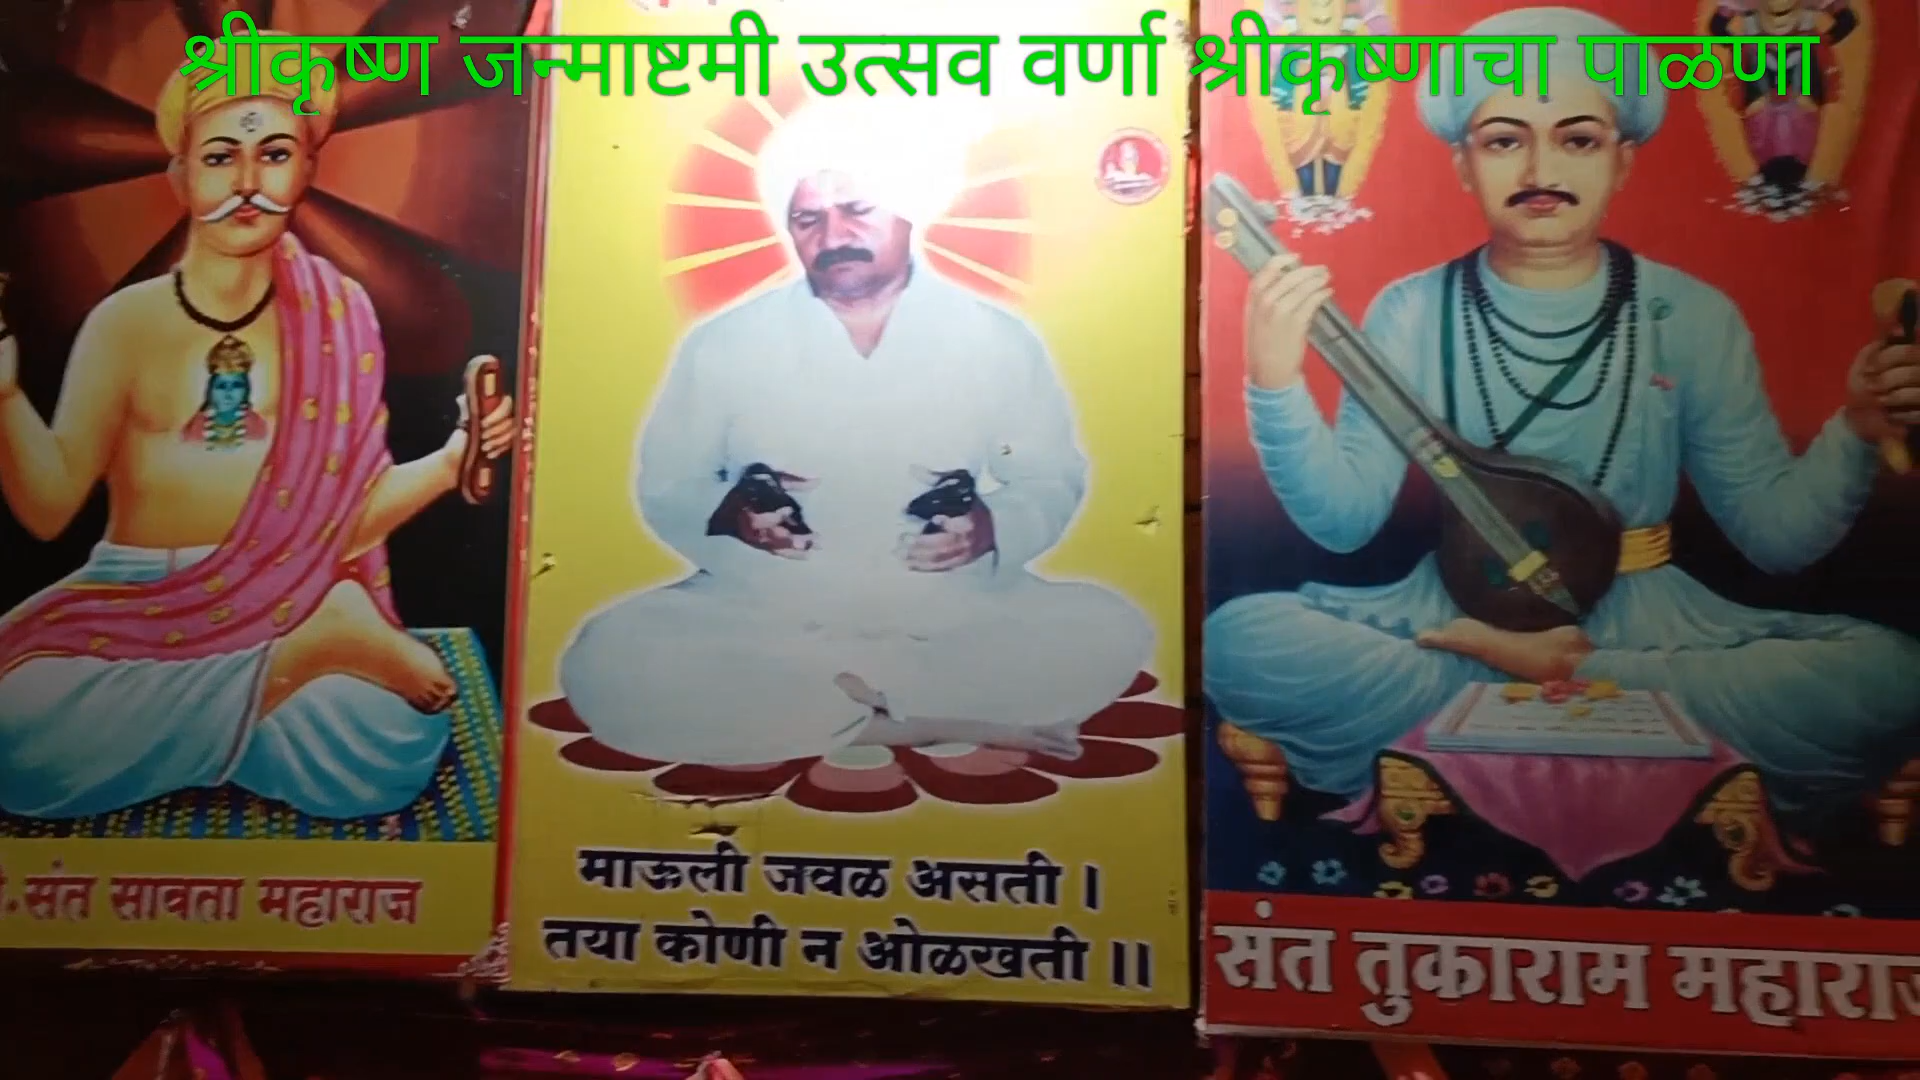 श्रीकृष्ण जन्माष्टमी उत्सव वर्णा श्रीकृष्णाचा पाळणा
संत सावता महाराज
माऊली जवळ असती ।
तया कोणी न ओळखती ।।
संत तुकाराम महाराज